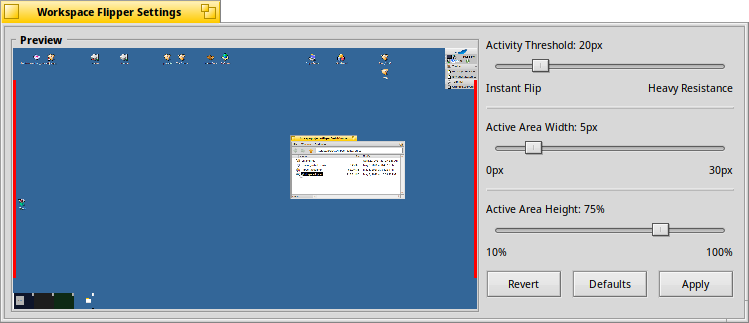 Workspace Flipper Settings
Preview
Activity Threshold: 20px
Instant Flip Heavy Resistance
Active Area Width: 5px
0px 30px
Active Area Height: 75%
10% 100%
Revert Defaults Apply